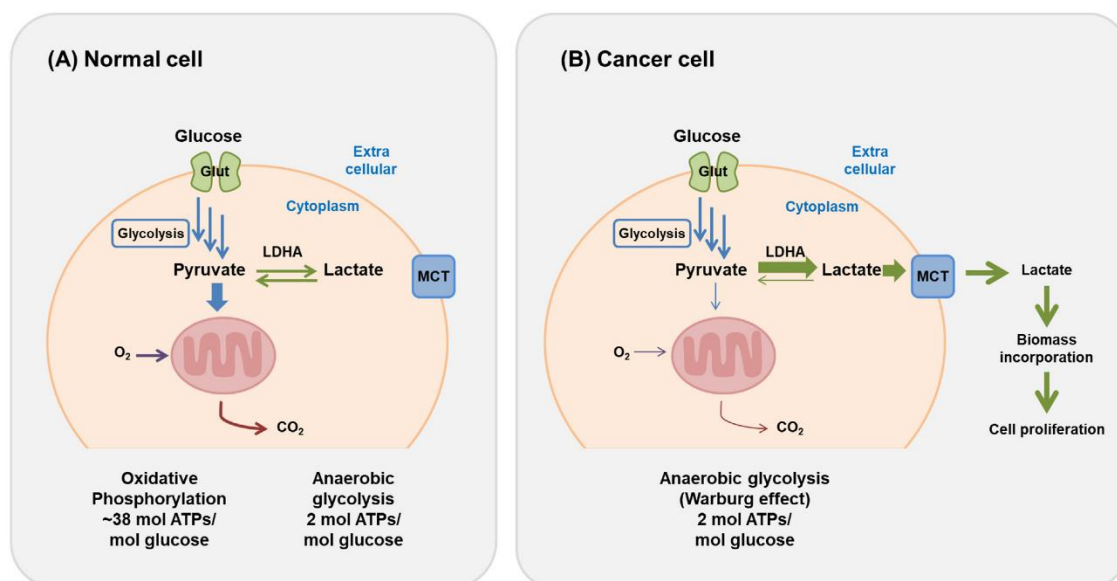 (A) Normal cell
Glucose
Glut
Extra
cellular
Cytoplasm
Glycolysis
LDHA
Pyruvate
Lactate
MCT
O₂
CO₂
Oxidative
Phosphorylation
~38 mol ATPs/
mol glucose
Anaerobic
glycolysis
2 mol ATPs/
mol glucose
(B) Cancer cell
Glucose
Glut
Extra
cellular
Cytoplasm
Glycolysis
LDHA
Pyruvate
Lactate
MCT
Lactate
O₂
Biomass
incorporation
CO₂
Cell proliferation
Anaerobic glycolysis
(Warburg effect)
2 mol ATPs/
mol glucose